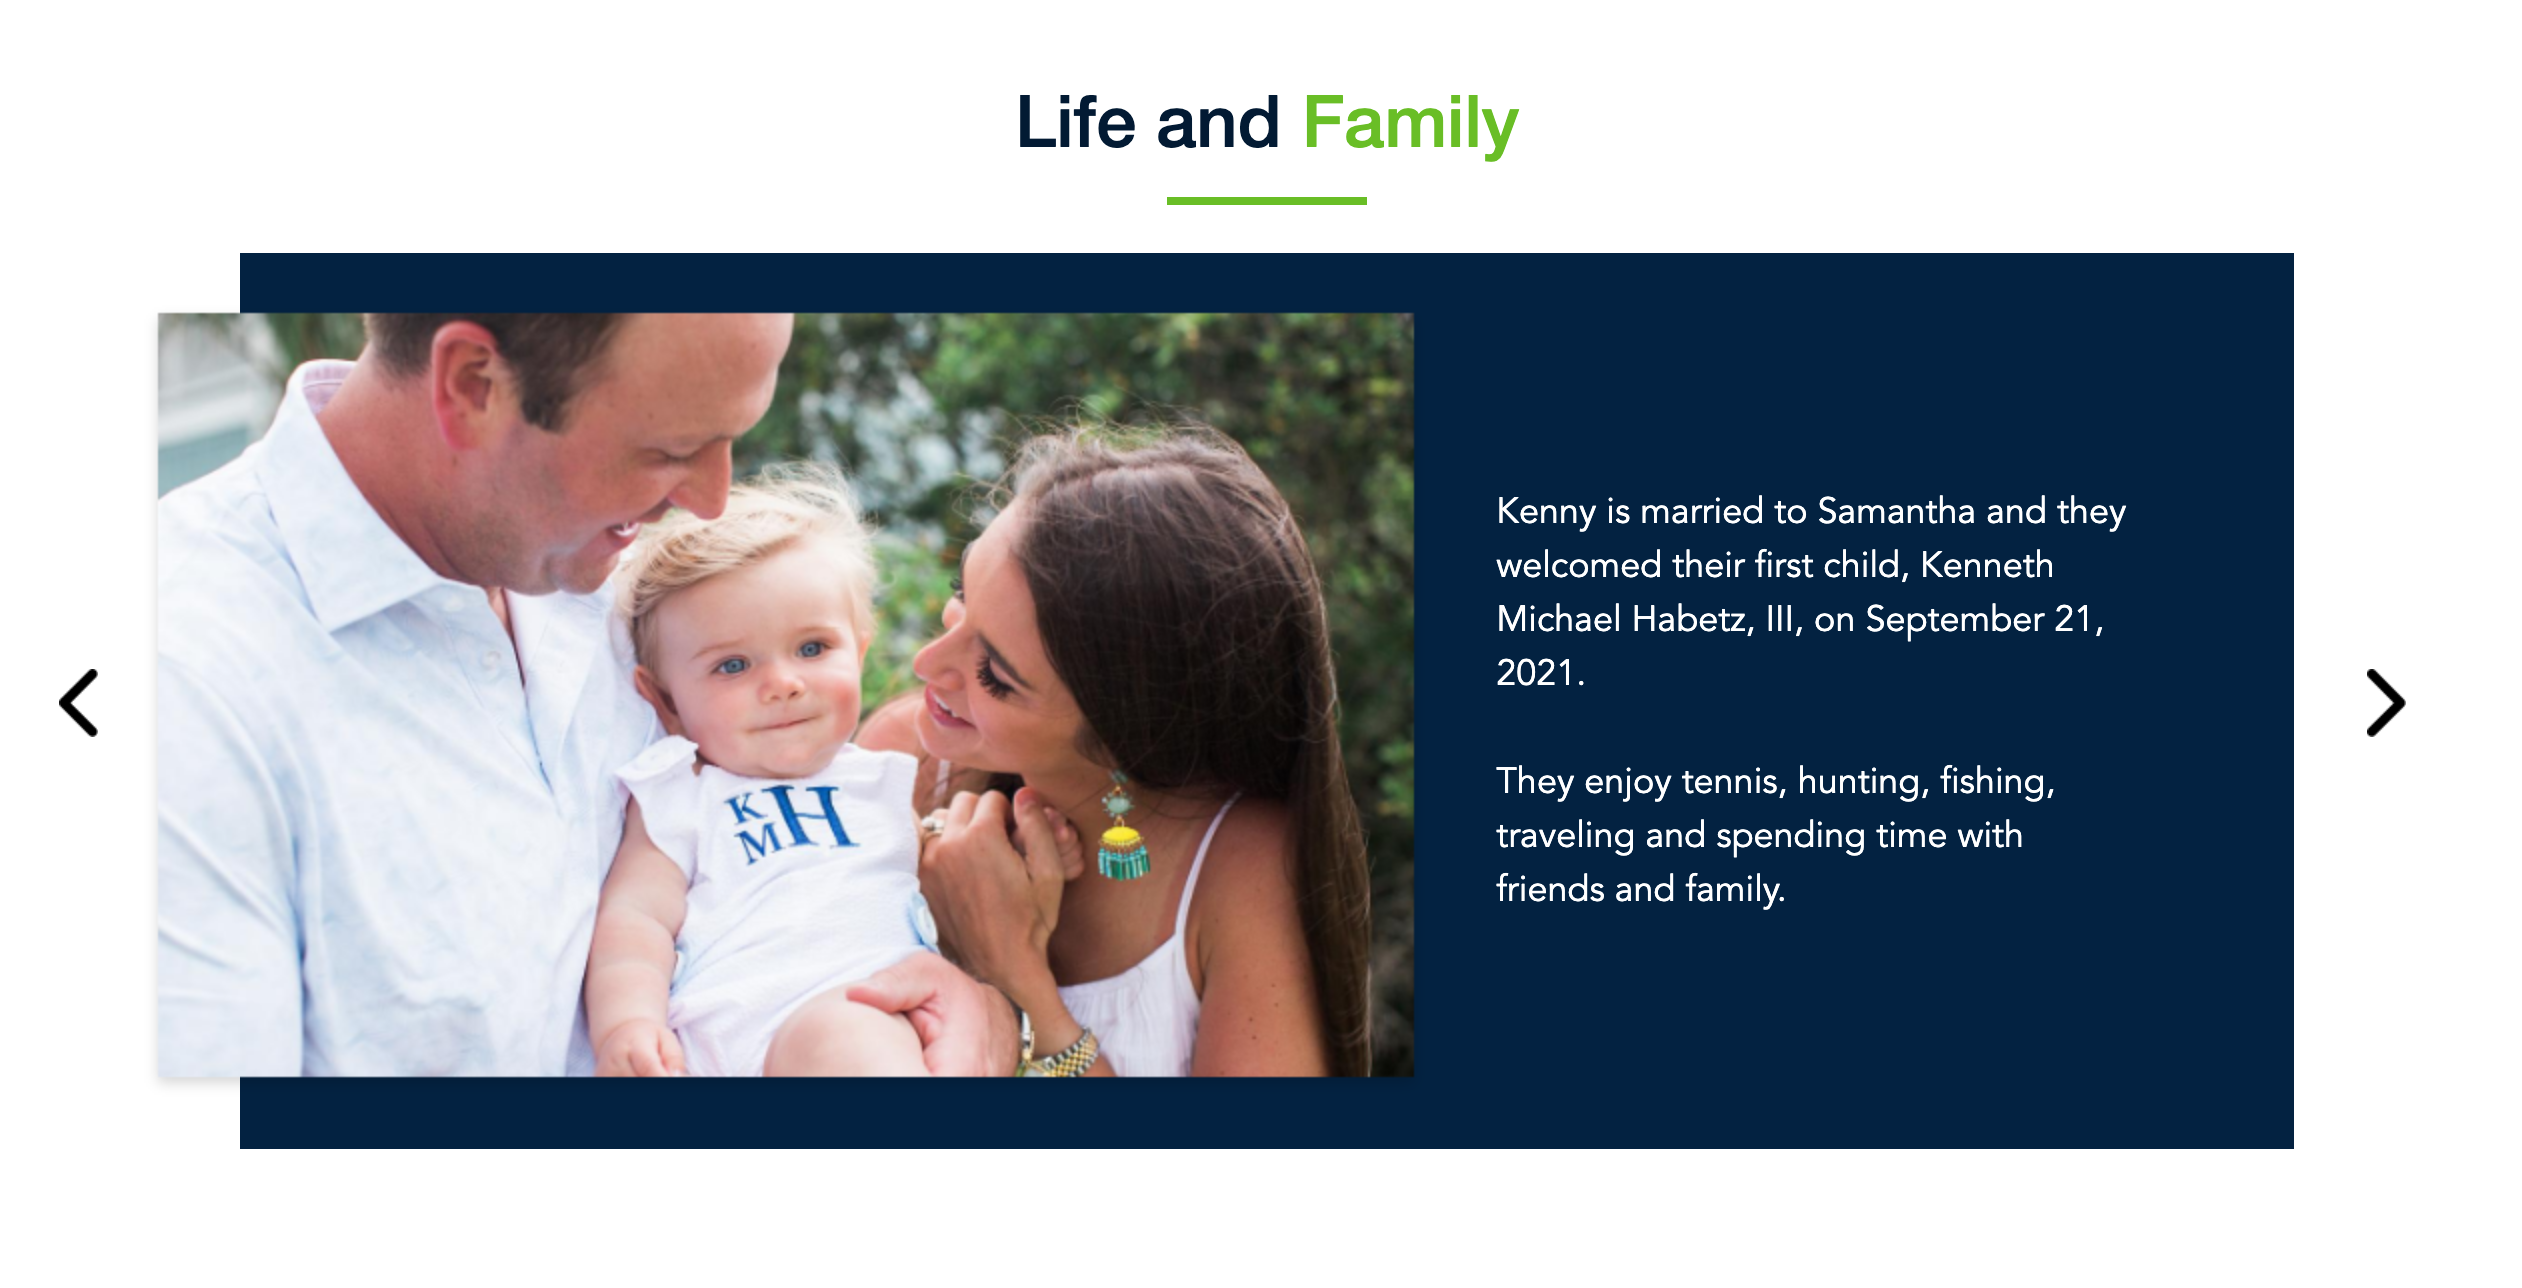 Life and Family
Kenny is married to Samantha and they
welcomed their first child, Kenneth
Michael Habetz, III, on September 21,
2021.
They enjoy tennis, hunting, fishing,
traveling and spending time with
friends and family.
K
M
H